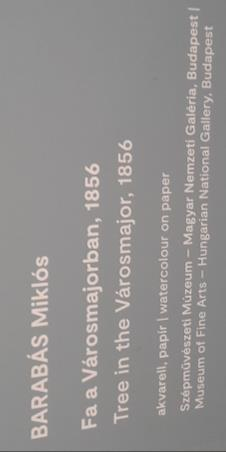 BARABÁS Miklós
Fa a Városmajorban, 1856
Tree in the Városmajor, 1856
akvarell, papír | watercolour on paper
Szépművészeti Múzeum – Magyar Nemzeti Galéria, Budapest |
Museum of Fine Arts – Hungarian National Gallery, Budapest